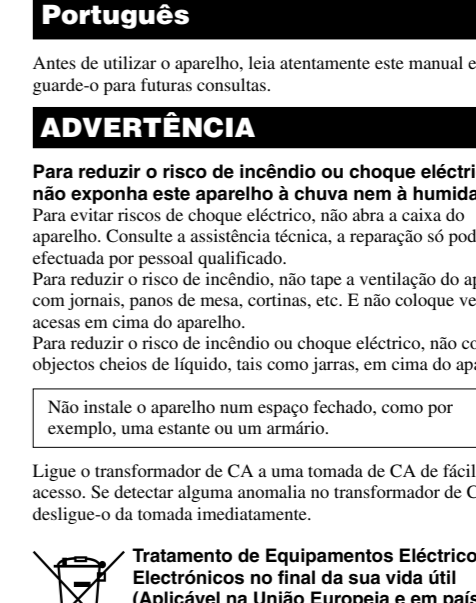 Português
Antes de utilizar o aparelho, leia atentamente este manual e
guarde-o para futuras consultas.
ADVERTÊNCIA
Para reduzir o risco de incêndio ou choque eléctri
não exponha este aparelho à chuva nem à humida
Para evitar riscos de choque eléctrico, não abra a caixa do
aparelho. Consulte a assistência técnica, a reparação só pod
efectuada por pessoal qualificado.
Para reduzir o risco de incêndio, não tape a ventilação do ap
com jornais, panos de mesa, cortinas, etc. E não coloque ve
acesas em cima do aparelho.
Para reduzir o risco de incêndio ou choque eléctrico, não co
objectos cheios de líquido, tais como jarras, em cima do apa
Não instale o aparelho num espaço fechado, como por
exemplo, uma estante ou um armário.
Ligue o transformador de CA a uma tomada de CA de fácil
acesso. Se detectar alguma anomalia no transformador de C
desligue-o da tomada imediatamente.
Tratamento de Equipamentos Eléctrico
Electrónicos no final da sua vida útil
(Aplicável na União Europeia e em país